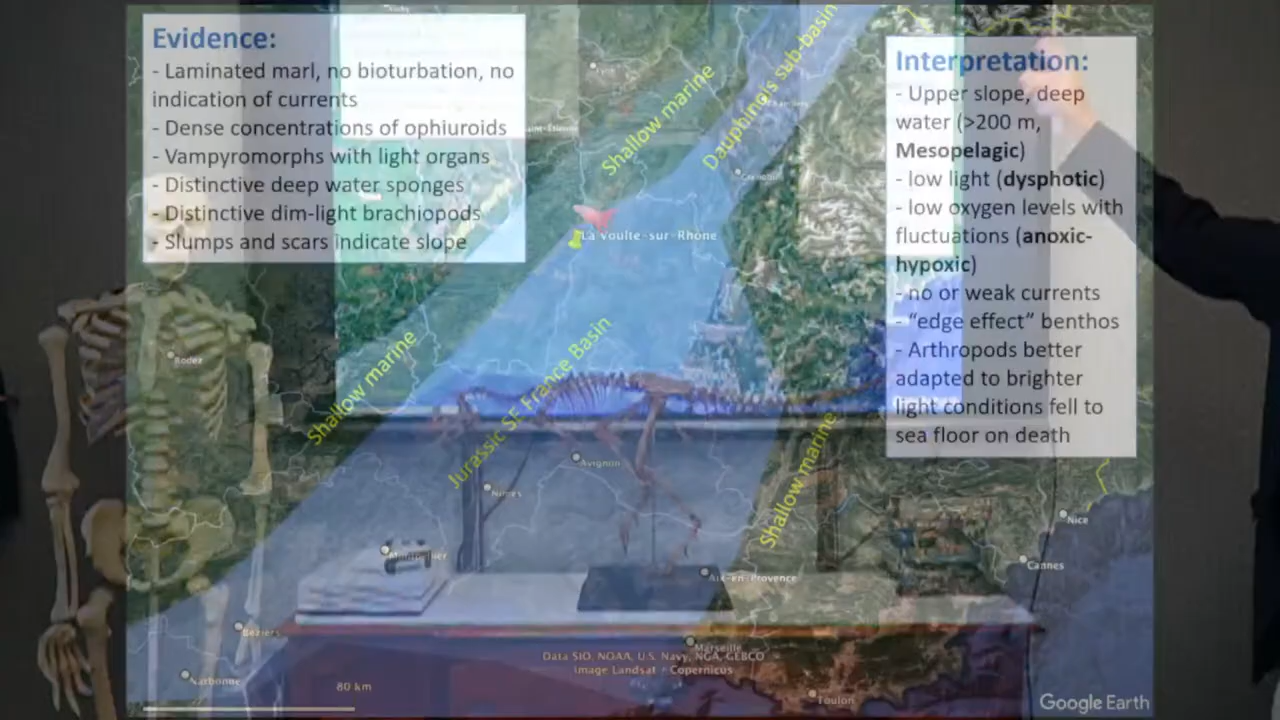 Evidence:
- Laminated marl, no bioturbation, no
indication of currents
- Dense concentrations of ophiuroids
- Vampyromorphs with light organs
- Distinctive deep water sponges
- Distinctive dim-light brachiopods
- Slumps and scars indicate slope
Shallow marine
Dauphinois sub-basin
Interpretation:
- Upper slope, deep
water (>200 m,
Mesopelagic)
- low light (dysphotic)
- low oxygen levels with
fluctuations (anoxic-
hypoxic)
- no or weak currents
- “edge effect” benthos
- Arthropods better
adapted to brighter
light conditions fell to
sea floor on death
La Voulte-sur-Rhône
Shallow marine
Jurassic SE France Basin
Shallow marine
Rodez
Avignon
Nimes
Nice
Cannes
Aix-en-Provence
Beziers
Marseille
Narbonne
Toulon
Data SIO, NOAA, U.S. Navy, NGA, GEBCO
Image Landsat / Copernicus
80 km
Google Earth